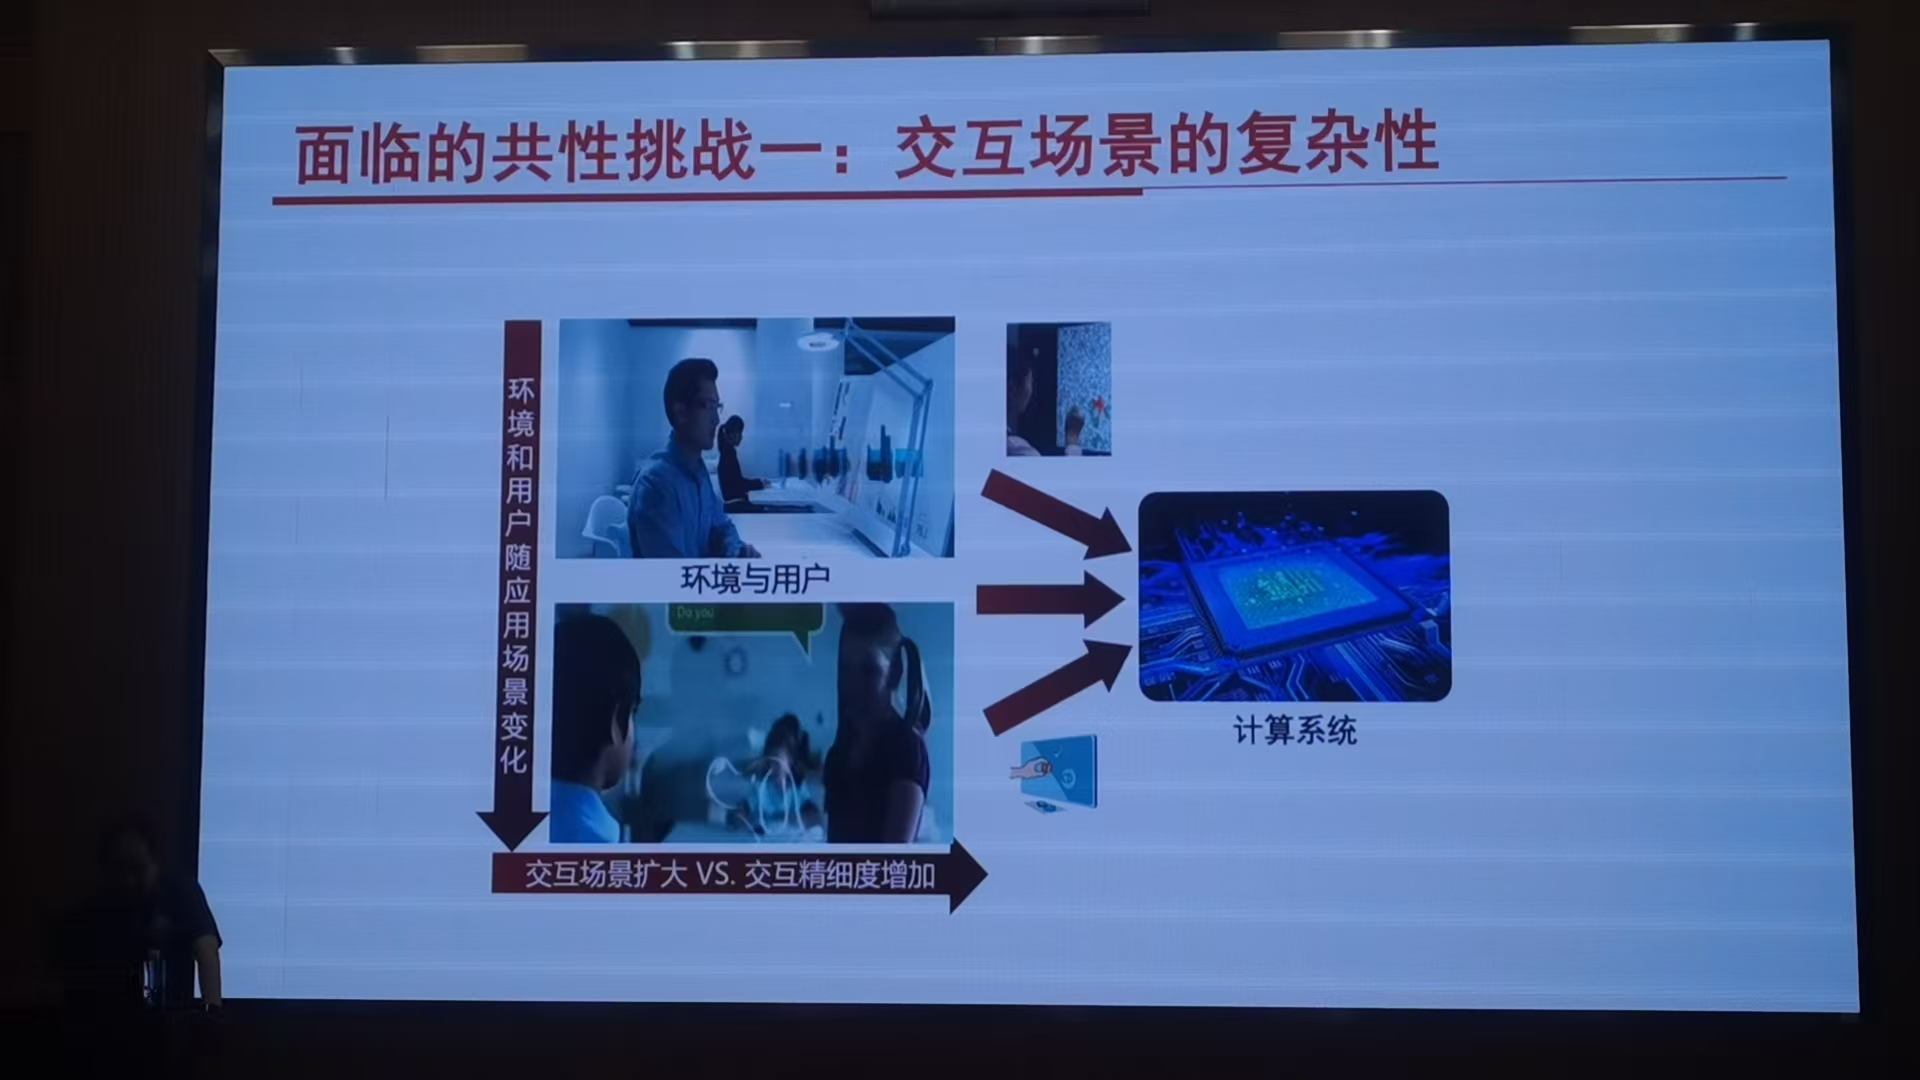 面临的共性挑战一：交互场景的复杂性
环境和用户随应用场景变化
环境与用户
Do you
计算系统
交互场景扩大 VS. 交互精细度增加